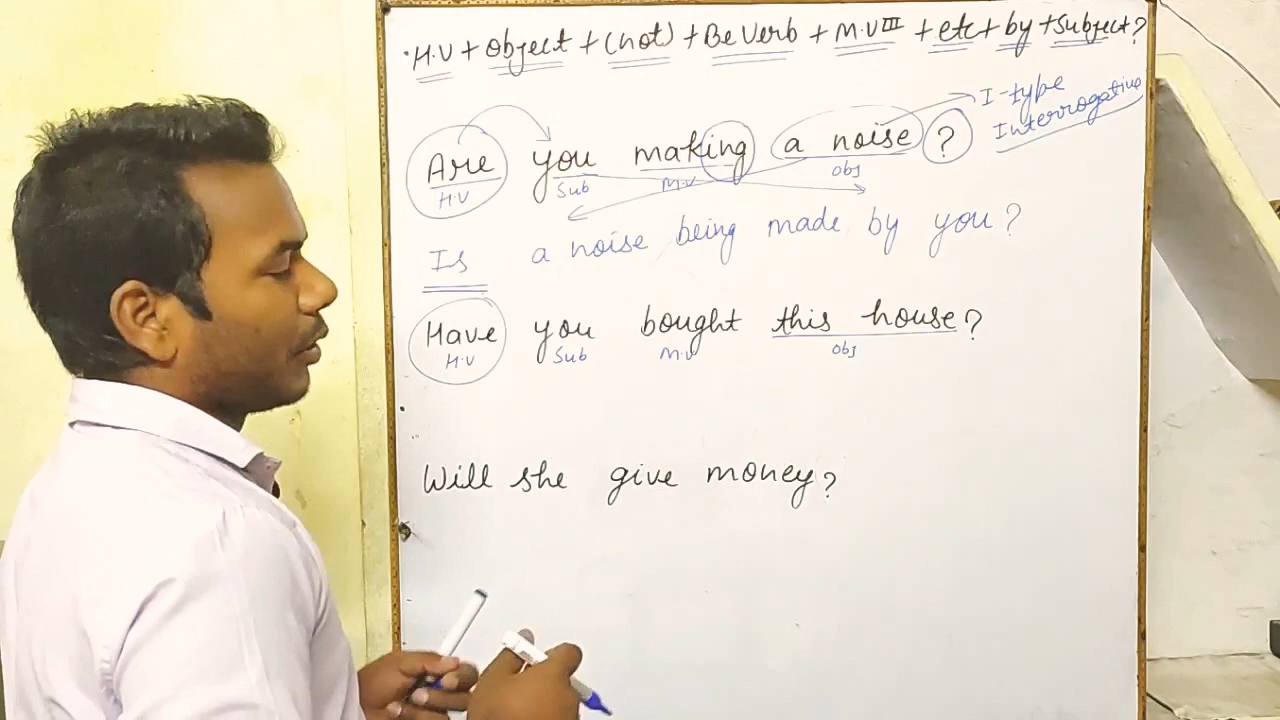 · H.V + Object + (not) + Be Verb + M.V III + etc + by + Subject?
I-type
Interrogative
Are you making a noise ?
H.V Sub M.V obj
Is a noise being made by you?
Have you bought this house?
H.V Sub M.V Obj
Will she give money?